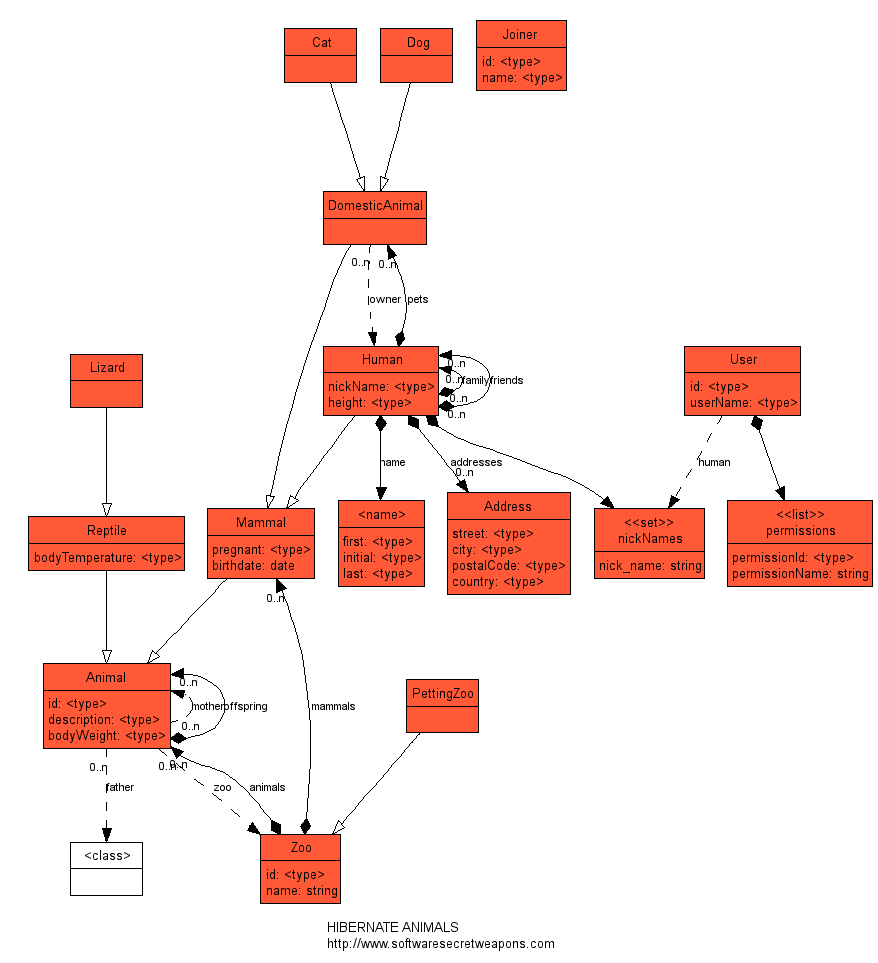 Cat
Dog
Joiner
id: <type>
name: <type>
DomesticAnimal
0..n
0..n
owner
pets
Human
nickName: <type>
height: <type>
0..n
0..n
family
friends
0..n
0..n
User
id: <type>
userName: <type>
Lizard
name
addresses
0..n
human
Reptile
bodyTemperature: <type>
Mammal
pregnant: <type>
birthdate: date
<name>
first: <type>
initial: <type>
last: <type>
Address
street: <type>
city: <type>
postalCode: <type>
country: <type>
<<set>>
nickNames
nick_name: string
<<list>>
permissions
permissionId: <type>
permissionName: string
0..n
Animal
id: <type>
description: <type>
bodyWeight: <type>
0..n
mother
offspring
0..n
mammals
PettingZoo
0..n
0..n
0..n
father
zoo
animals
<class>
Zoo
id: <type>
name: string
HIBERNATE ANIMALS
http://www.softwaresecretweapons.com